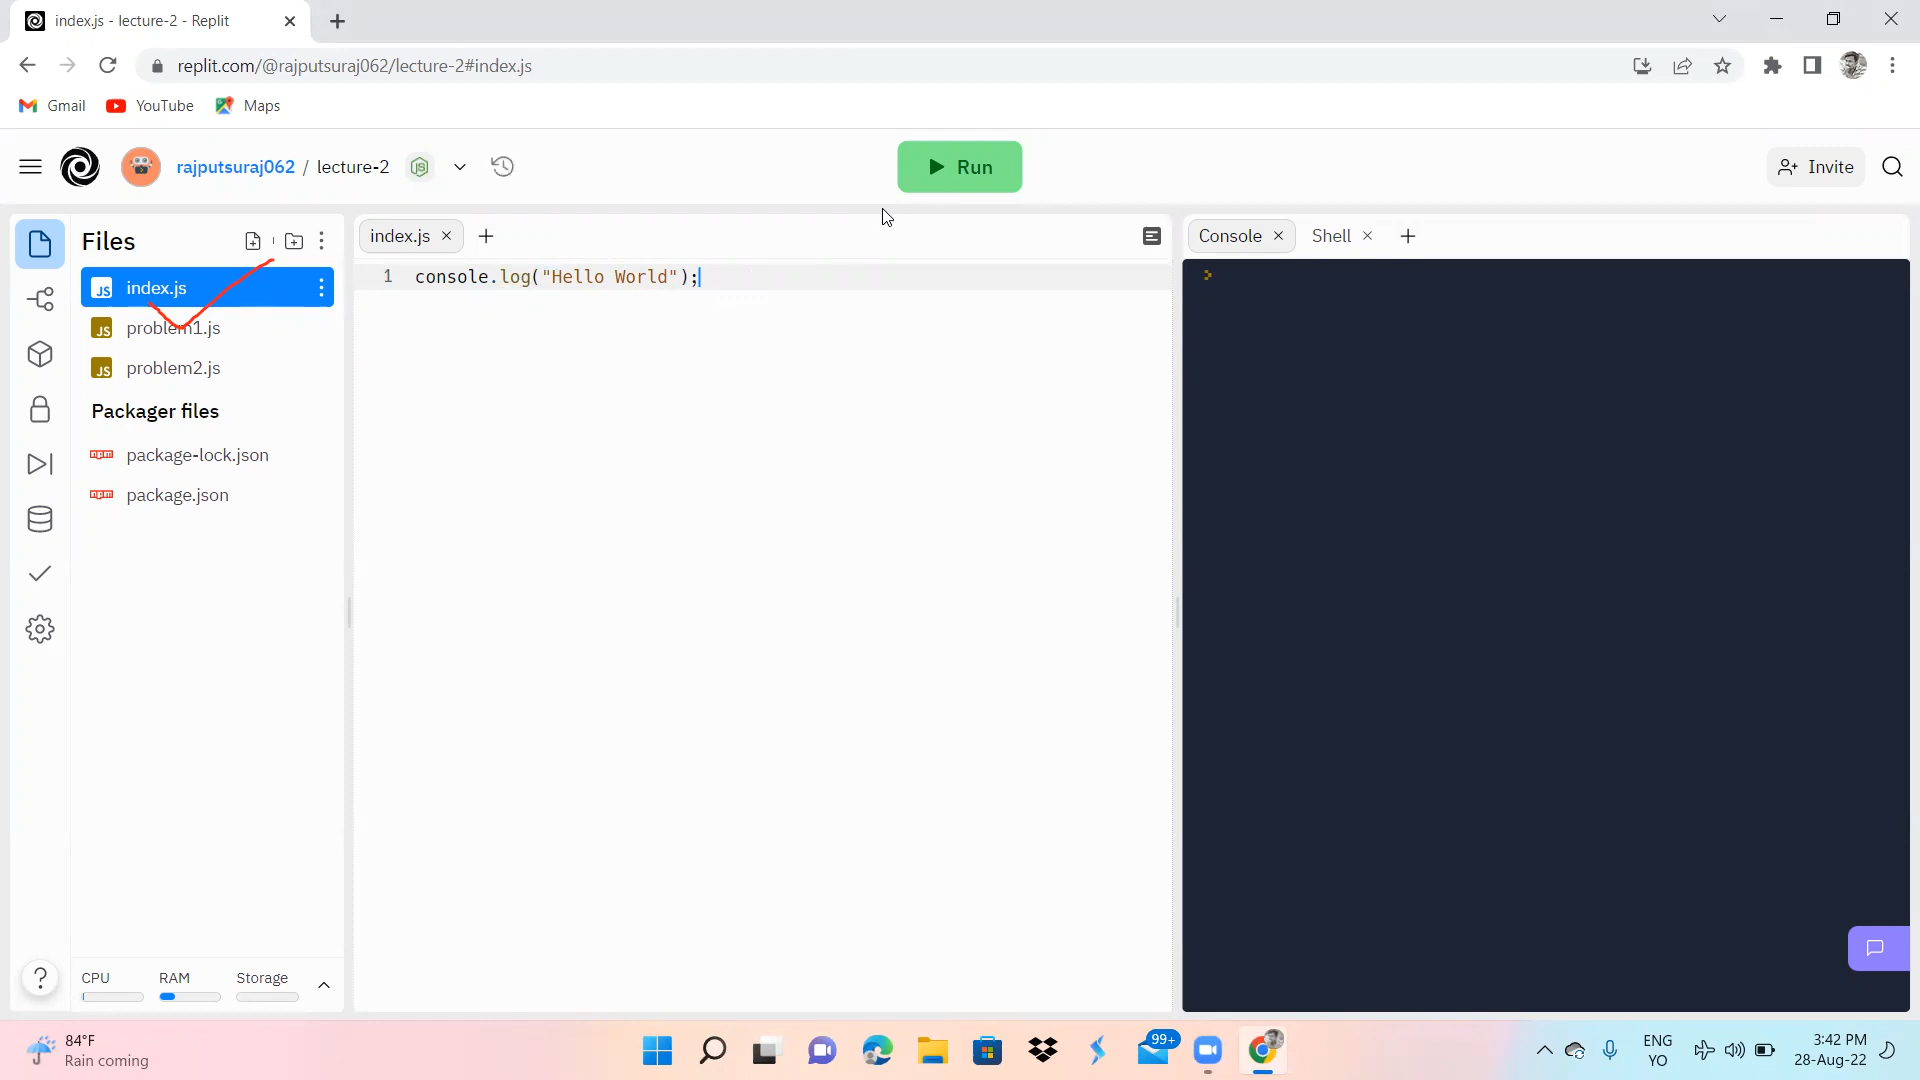 index.js - lecture-2 - Replit
replit.com/@rajputsuraj062/lecture-2#index.js
Gmail
YouTube
Maps
rajputsuraj062 / lecture-2
Run
Invite
Files
index.js
Console
Shell
index.js
1 console.log("Hello World");
>
problem1.js
problem2.js
Packager files
package-lock.json
package.json
CPU
RAM
Storage
84°F
Rain coming
99+
ENG
YO
3:42 PM
28-Aug-22